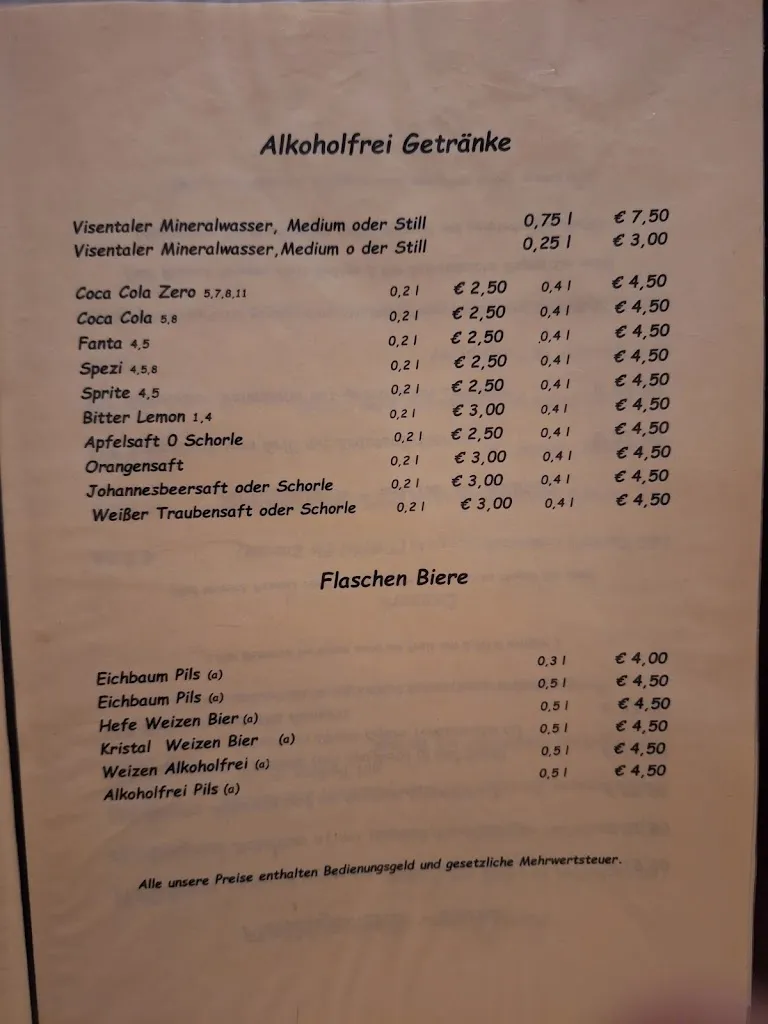 Alkoholfrei Getränke
Visentaler Mineralwasser, Medium oder Still 0,75 l € 7,50
Visentaler Mineralwasser,Medium o der Still 0,25 l € 3,00
Coca Cola Zero 5,7,8,11 0,2 l € 2,50 0,4 l € 4,50
Coca Cola 5,8 0,2 l € 2,50 0,4 l € 4,50
Fanta 4,5 0,2 l € 2,50 0,4 l € 4,50
Spezi 4,5,8 0,2 l € 2,50 0,4 l € 4,50
Sprite 4,5 0,2 l € 2,50 0,4 l € 4,50
Bitter Lemon 1,4 0,2 l € 3,00 0,4 l € 4,50
Apfelsaft O Schorle 0,2 l € 2,50 0,4 l € 4,50
Orangensaft 0,2 l € 3,00 0,4 l € 4,50
Johannesbeersaft oder Schorle 0,2 l € 3,00 0,4 l € 4,50
Weißer Traubensaft oder Schorle 0,2 l € 3,00 0,4 l € 4,50
Flaschen Biere
Eichbaum Pils (a) 0,3 l € 4,00
Eichbaum Pils (a) 0,5 l € 4,50
Hefe Weizen Bier (a) 0,5 l € 4,50
Kristal Weizen Bier (a) 0,5 l € 4,50
Weizen Alkoholfrei (a) 0,5 l € 4,50
Alkoholfrei Pils (a) 0,5 l € 4,50
Alle unsere Preise enthalten Bedienungsgeld und gesetzliche Mehrwertsteuer.